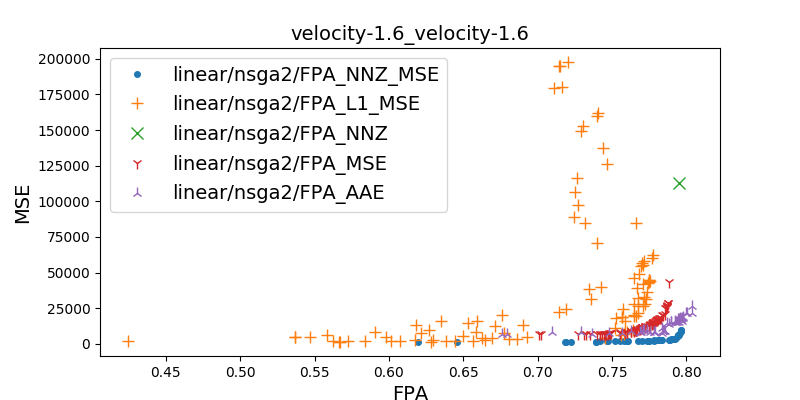 velocity-1.6_velocity-1.6
200000
175000
150000
125000
100000
75000
50000
25000
0
MSE
linear/nsga2/FPA_NNZ_MSE
linear/nsga2/FPA_L1_MSE
linear/nsga2/FPA_NNZ
linear/nsga2/FPA_MSE
linear/nsga2/FPA_AAE
0.45 0.50 0.55 0.60 0.65 0.70 0.75 0.80
FPA